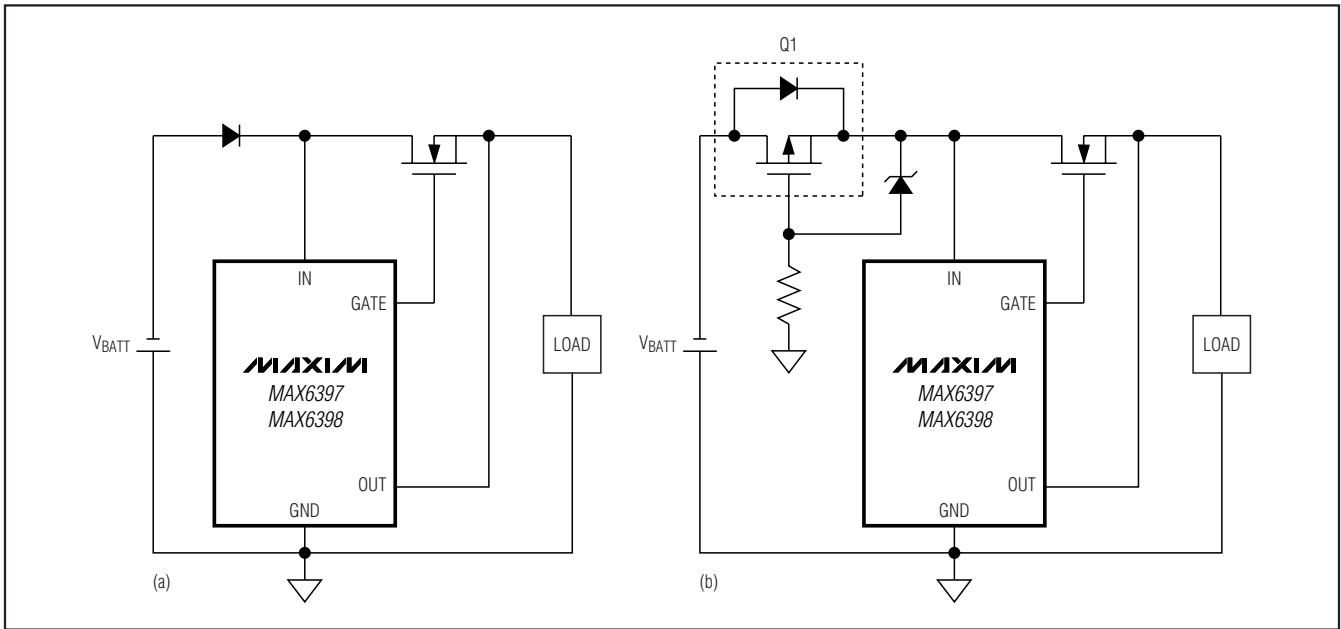 IN
GATE
V_BATT
LOAD
MAXIM
MAX6397
MAX6398
OUT
GND
(a)
Q1
IN
GATE
V_BATT
LOAD
MAXIM
MAX6397
MAX6398
OUT
GND
(b)